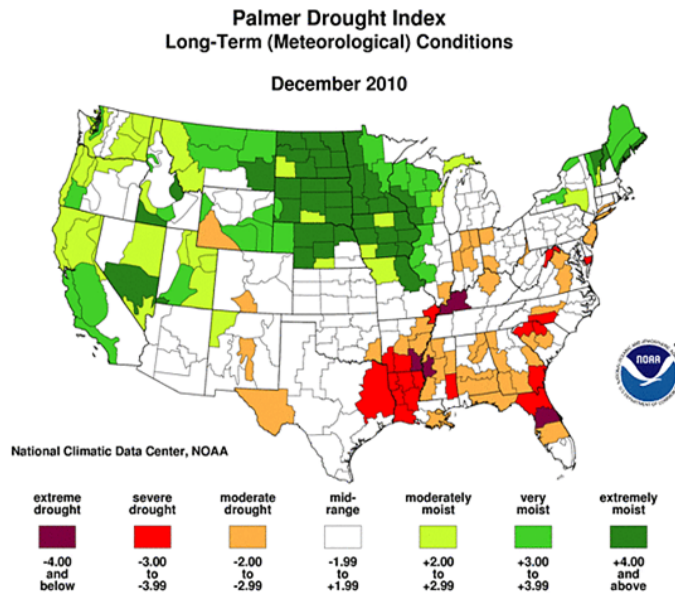 Palmer Drought Index
Long-Term (Meteorological) Conditions
December 2010
NOAA
National Climatic Data Center, NOAA
extreme drought
severe drought
moderate drought
mid-range
moderately moist
very moist
extremely moist
-4.00 and below
-3.00 to -3.99
-2.00 to -2.99
-1.99 to +1.99
+2.00 to +2.99
+3.00 to +3.99
+4.00 and above